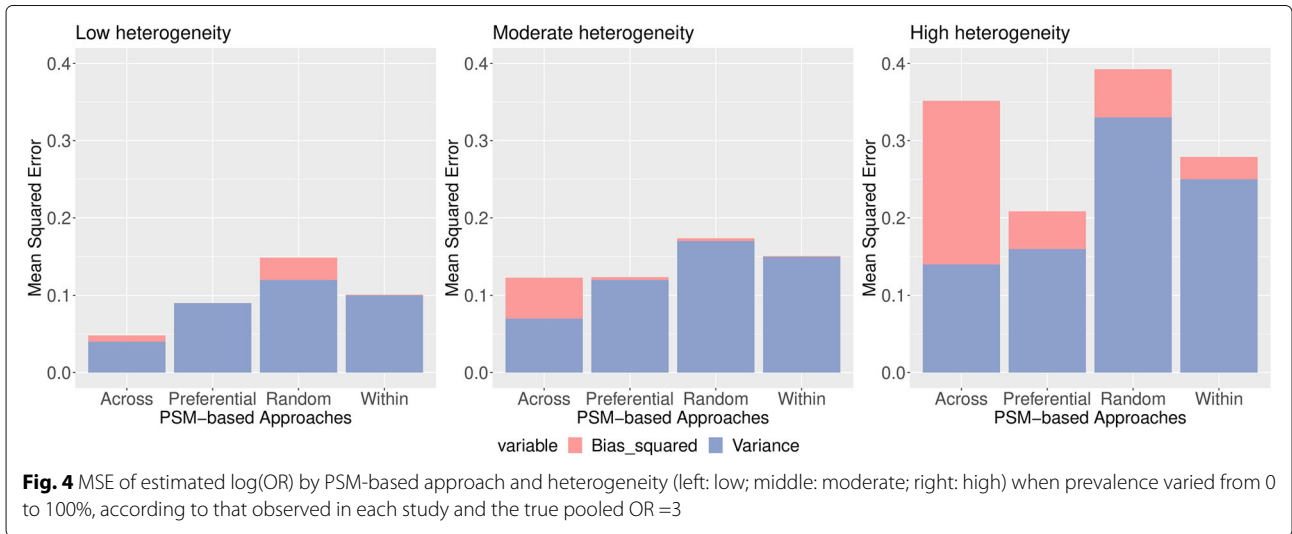 Low heterogeneity
Mean Squared Error
0.4
0.3
0.2
0.1
0.0
Across Preferential Random Within
PSM−based Approaches
Moderate heterogeneity
Mean Squared Error
0.4
0.3
0.2
0.1
0.0
Across Preferential Random Within
PSM−based Approaches
High heterogeneity
Mean Squared Error
0.4
0.3
0.2
0.1
0.0
Across Preferential Random Within
PSM−based Approaches
variable Bias_squared Variance
Fig. 4 MSE of estimated log(OR) by PSM-based approach and heterogeneity (left: low; middle: moderate; right: high) when prevalence varied from 0
to 100%, according to that observed in each study and the true pooled OR =3